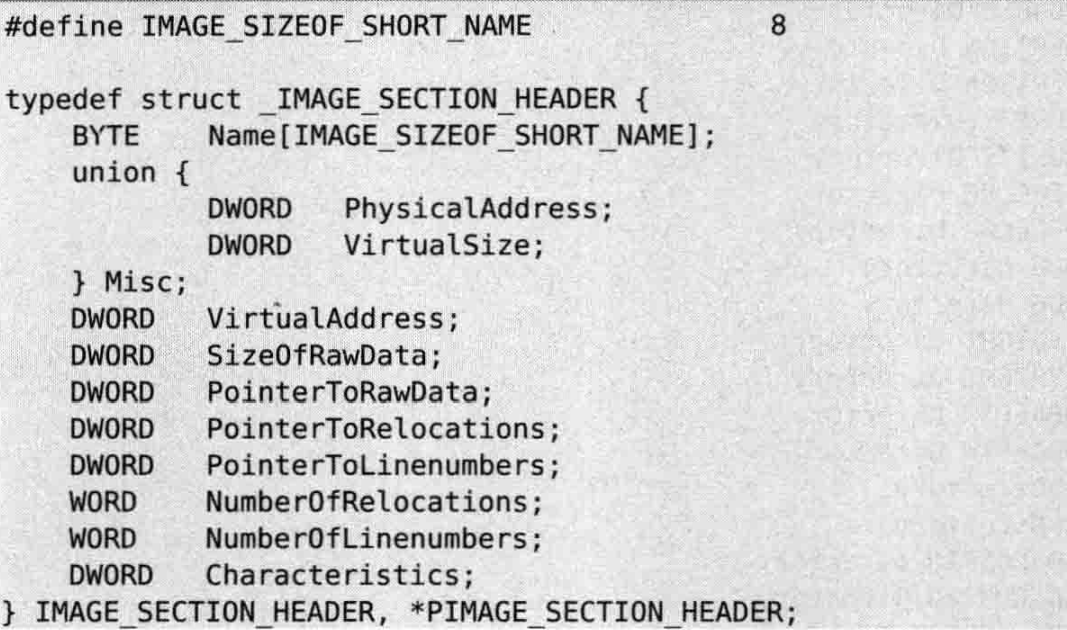 #define IMAGE_SIZEOF_SHORT_NAME 8
typedef struct _IMAGE_SECTION_HEADER {
BYTE Name[IMAGE_SIZEOF_SHORT_NAME];
union {
DWORD PhysicalAddress;
DWORD VirtualSize;
} Misc;
DWORD VirtualAddress;
DWORD SizeOfRawData;
DWORD PointerToRawData;
DWORD PointerToRelocations;
DWORD PointerToLinenumbers;
WORD NumberOfRelocations;
WORD NumberOfLinenumbers;
DWORD Characteristics;
} IMAGE_SECTION_HEADER, *PIMAGE_SECTION_HEADER;